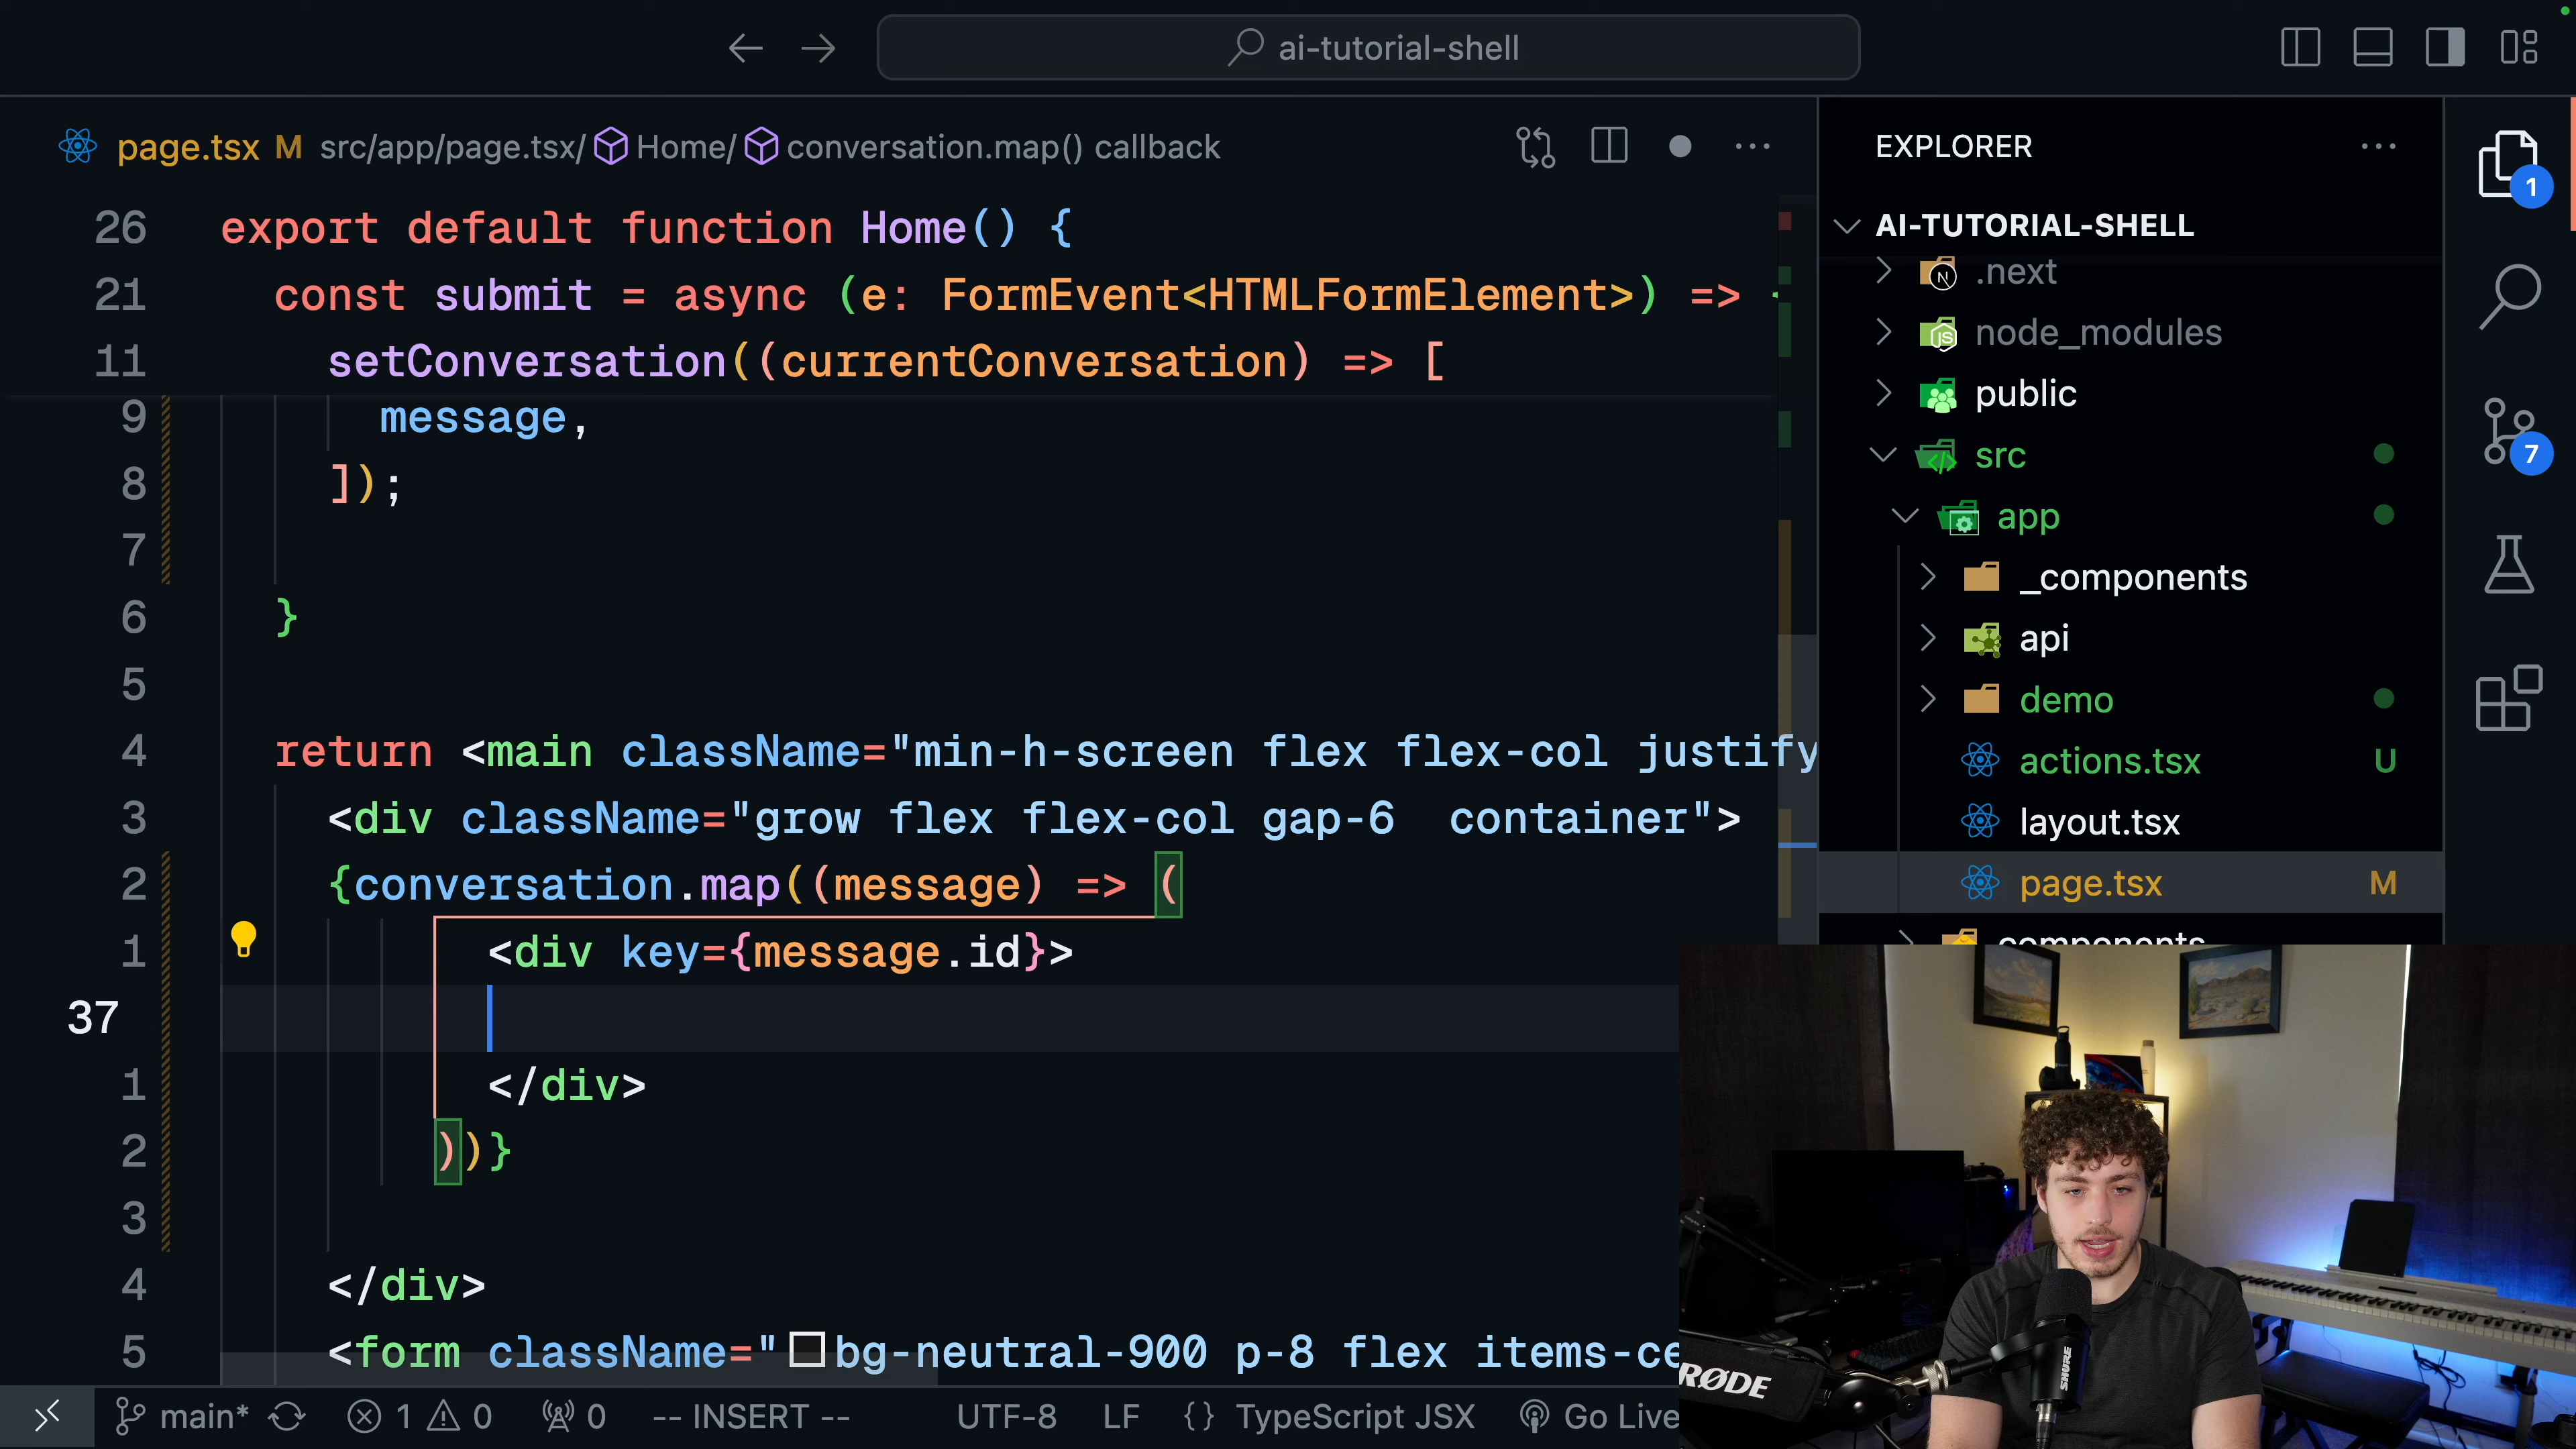 ai-tutorial-shell
page.tsx M src/app/page.tsx/ Home/ conversation.map() callback
26 export default function Home() {
21 const submit = async (e: FormEvent<HTMLFormElement>) => {
11 setConversation((currentConversation) => [
9 message,
8 ]);
7
6 }
5
4 return <main className="min-h-screen flex flex-col justify
3 <div className="grow flex flex-col gap-6  container">
2 {conversation.map((message) => (
1 <div key={message.id}>
37
1 </div>
2 ))}
3
4 </div>
5 <form className="bg-neutral-900 p-8 flex items-ce
main* 1 0 0 -- INSERT -- UTF-8 LF {} TypeScript JSX Go Live
EXPLORER
AI-TUTORIAL-SHELL
.next
node_modules
public
src
app
_components
api
demo
actions.tsx U
layout.tsx
page.tsx M
components
1
7
RØDE
SHURE